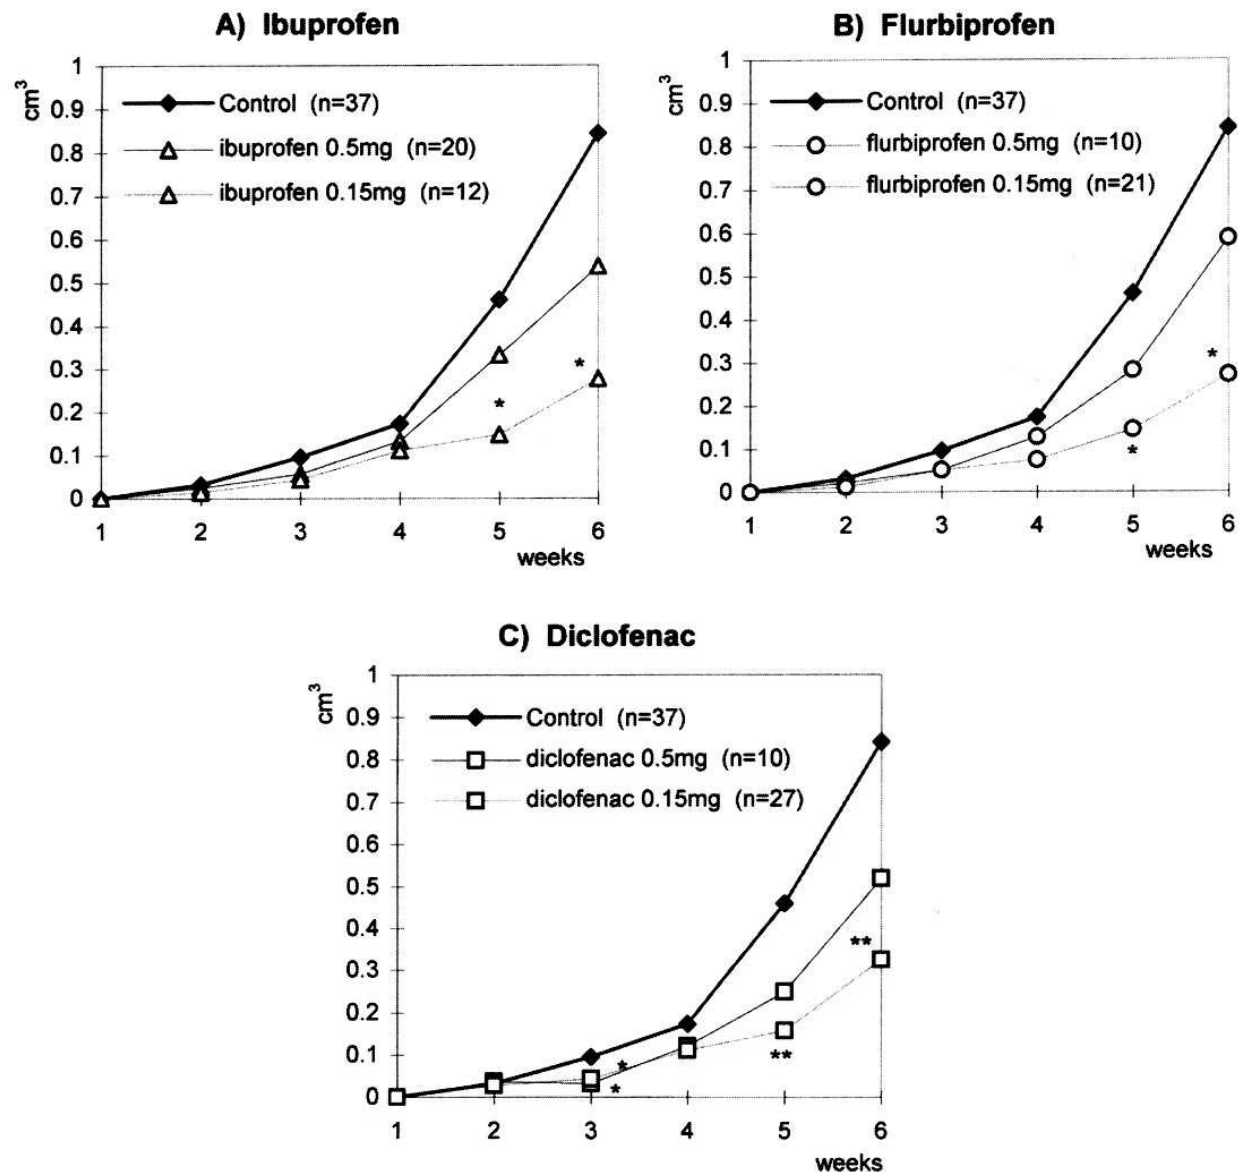 A) Ibuprofen
cm³
1
0.9
0.8
0.7
0.6
0.5
0.4
0.3
0.2
0.1
0
Control (n=37)
ibuprofen 0.5mg (n=20)
ibuprofen 0.15mg (n=12)
*
*
1 2 3 4 5 6
weeks
B) Flurbiprofen
cm³
1
0.9
0.8
0.7
0.6
0.5
0.4
0.3
0.2
0.1
0
Control (n=37)
flurbiprofen 0.5mg (n=10)
flurbiprofen 0.15mg (n=21)
*
*
1 2 3 4 5 6
weeks
C) Diclofenac
cm³
1
0.9
0.8
0.7
0.6
0.5
0.4
0.3
0.2
0.1
0
Control (n=37)
diclofenac 0.5mg (n=10)
diclofenac 0.15mg (n=27)
**
*
**
*
1 2 3 4 5 6
weeks